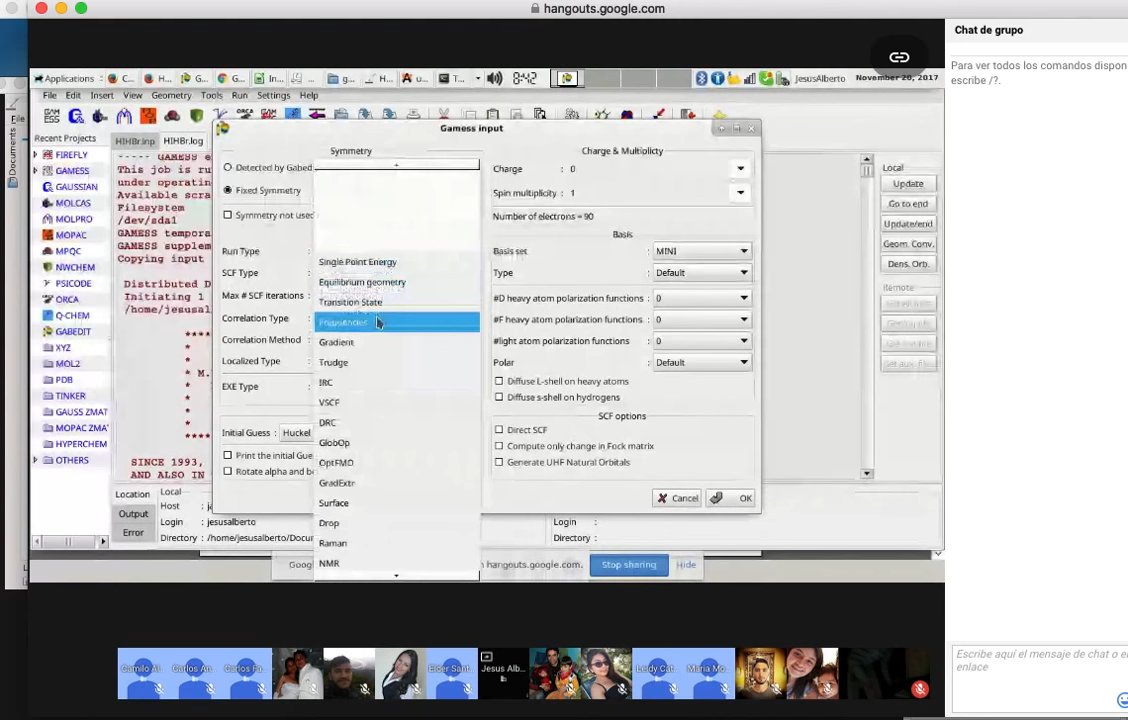 hangouts.google.com
Chat de grupo
Para ver todos los comandos dispon
escribe /?.
Applications
8:42
JesusAlberto
November 20, 2017
File Edit Insert View Geometry Tools Run Settings Help
Recent Projects
FIREFLY
GAMESS
GAUSSIAN
MOLCAS
MOLPRO
MOPAC
MPQC
NWCHEM
PSICODE
ORCA
Q-CHEM
GABEDIT
XYZ
MOL2
PDB
TINKER
GAUSS ZMAT
MOPAC ZMA
HYPERCHEM
OTHERS
HIHBr.inp
HIHBr.log
This job is ru
under operatin
Available scra
Filesystem
/dev/sda1
GAMESS tempora
GAMESS supplem
Copying input
Distributed D
Initiating 1
/home/jesusal
SINCE 1993,
AND ALSO IN
Gamess input
Symmetry
Detected by Gabed
Fixed Symmetry
Symmetry not used
Run Type :
SCF Type :
Max # SCF iterations :
Correlation Type :
Correlation Method :
Localized Type :
EXE Type :
Initial Guess : Huckel
Print the initial Gue
Rotate alpha and b
Single Point Energy
Equilibrium geometry
Transition State
Frequencies
Gradient
Trudge
IRC
VSCF
DRC
GlobOp
OptFMO
GradExtr
Surface
Drop
Raman
NMR
Charge & Multiplicty
Charge : 0
Spin multiplicity : 1
Number of electrons = 90
Basis
Basis set : MINI
Type : Default
#D heavy atom polarization functions : 0
#F heavy atom polarization functions : 0
#light atom polarization functions : 0
Polar : Default
Diffuse L-shell on heavy atoms
Diffuse s-shell on hydrogens
SCF options
Direct SCF
Compute only change in Fock matrix
Generate UHF Natural Orbitals
Cancel
OK
Local
Update
Go to end
Update/end
Geom. Conv.
Dens. Orb.
Remote
Location
Output
Error
Local
Host :
Login : jesusalberto
Directory : /home/jesusalberto/Docu
Login :
Directory :
hangouts.google.com.
Stop sharing
Hide
Documents
File
Camilo Al
Carlos An.
Carlos Fa.
Elder Sant.
Jesus Alb...
Leidy Cat.
Maria Mo.
Escribe aquí el mensaje de chat o el
enlace